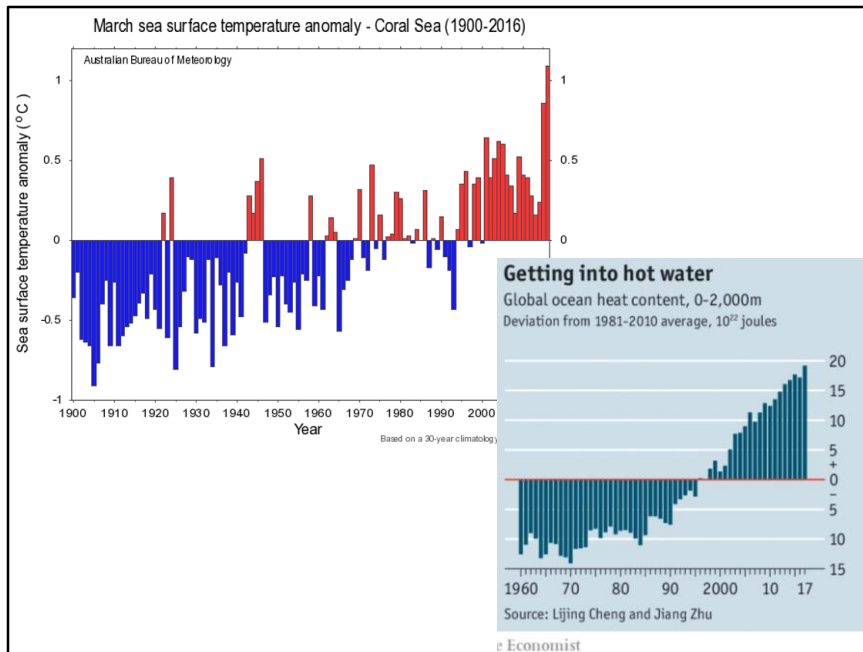 March sea surface temperature anomaly - Coral Sea (1900-2016)
Australian Bureau of Meteorology
Sea surface temperature anomaly (°C)
1
0.5
0
-0.5
-1
1
0.5
0
1900 1910 1920 1930 1940 1950 1960 1970 1980 1990 2000
Year
Based on a 30-year climatology
Getting into hot water
Global ocean heat content, 0-2,000m
Deviation from 1981-2010 average, 10²² joules
20
15
10
5
+
0
−
5
10
15
1960 70 80 90 2000 10 17
Source: Lijing Cheng and Jiang Zhu
Economist